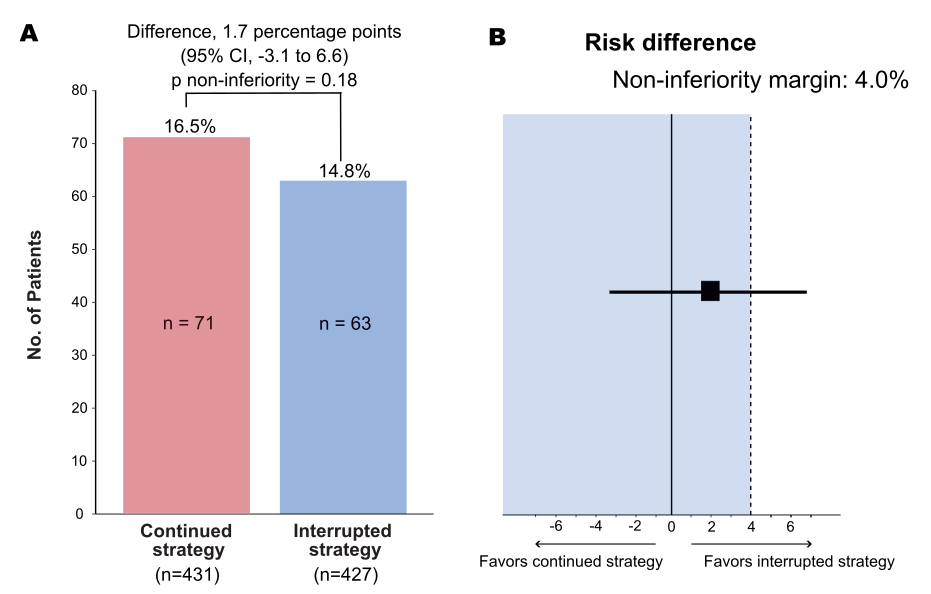 A
Difference, 1.7 percentage points
(95% CI, -3.1 to 6.6)
p non-inferiority = 0.18
80
70
60
50
40
30
20
10
0
No. of Patients
16.5%
14.8%
n = 71
n = 63
Continued
strategy
(n=431)
Interrupted
strategy
(n=427)
B
Risk difference
Non-inferiority margin: 4.0%
-6 -4 -2 0 2 4 6
Favors continued strategy
Favors interrupted strategy